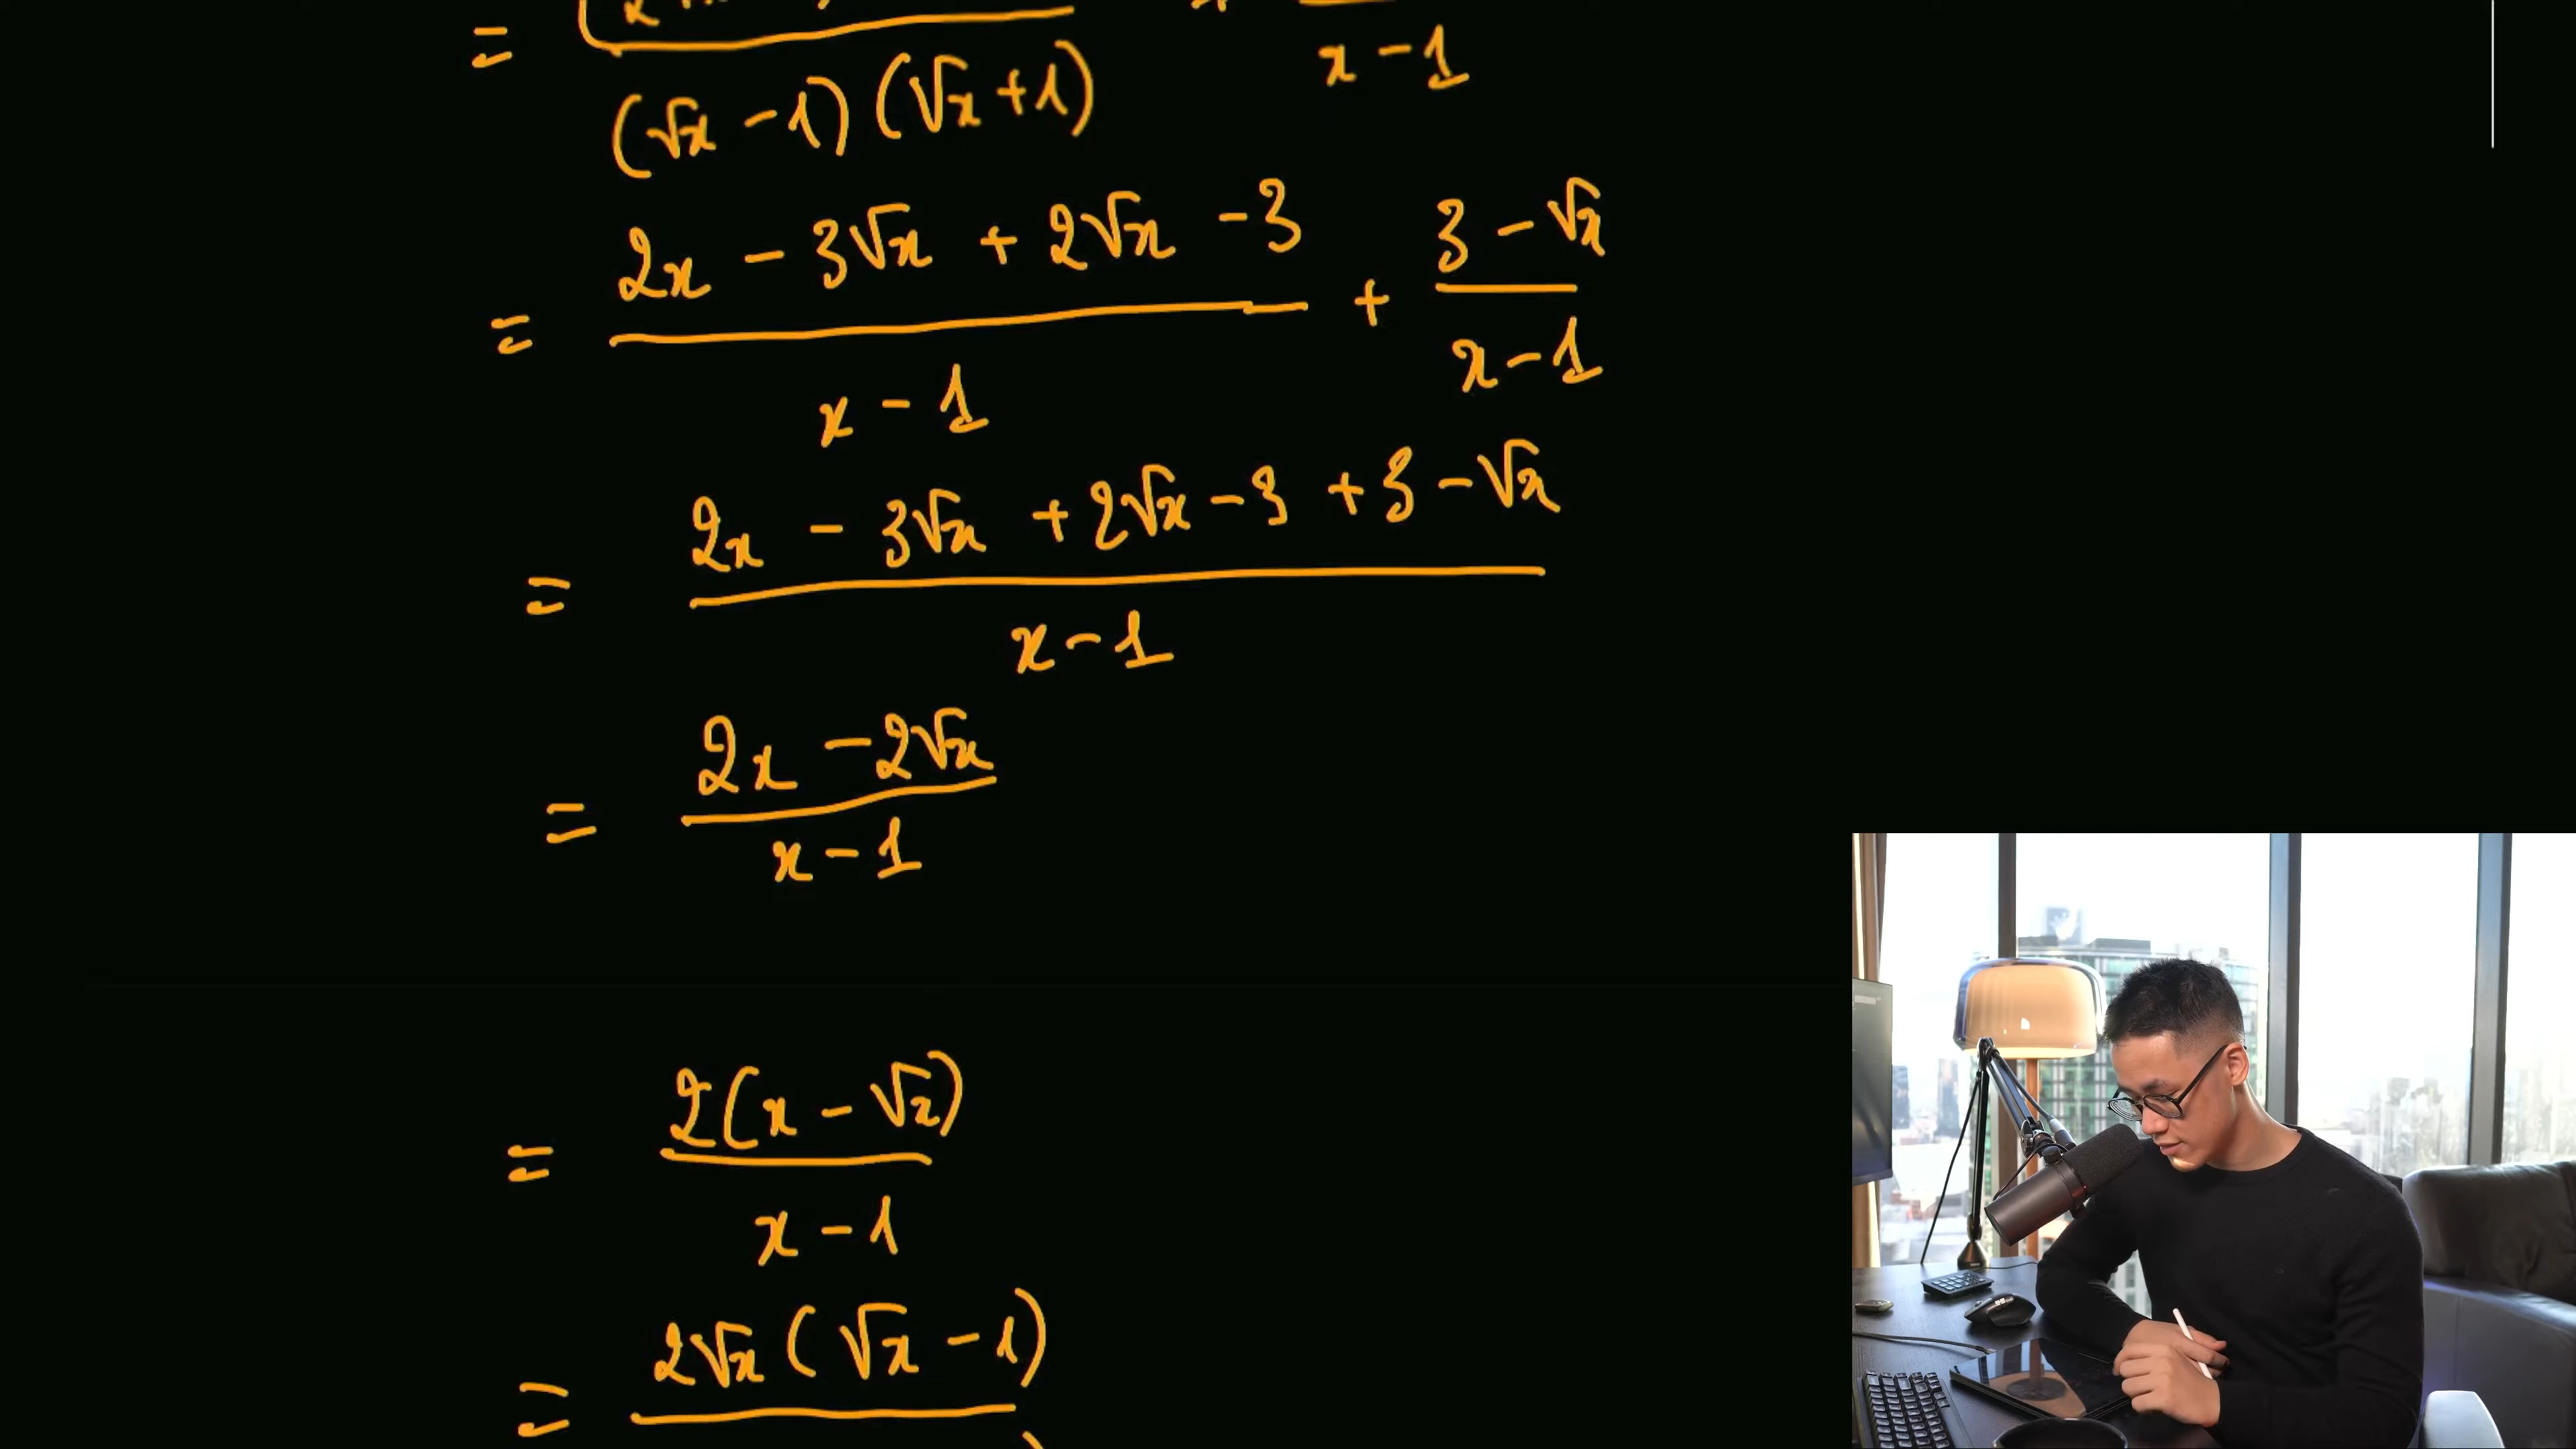 =
x - 1
(√x - 1) (√x + 1)
= 2x - 3√x + 2√x - 3 + 3 - √x
x - 1 x - 1
= 2x - 3√x + 2√x - 3 + 3 - √x
x - 1
= 2x - 2√x
x - 1
= 2(x - √x)
x - 1
= 2√x (√x - 1)